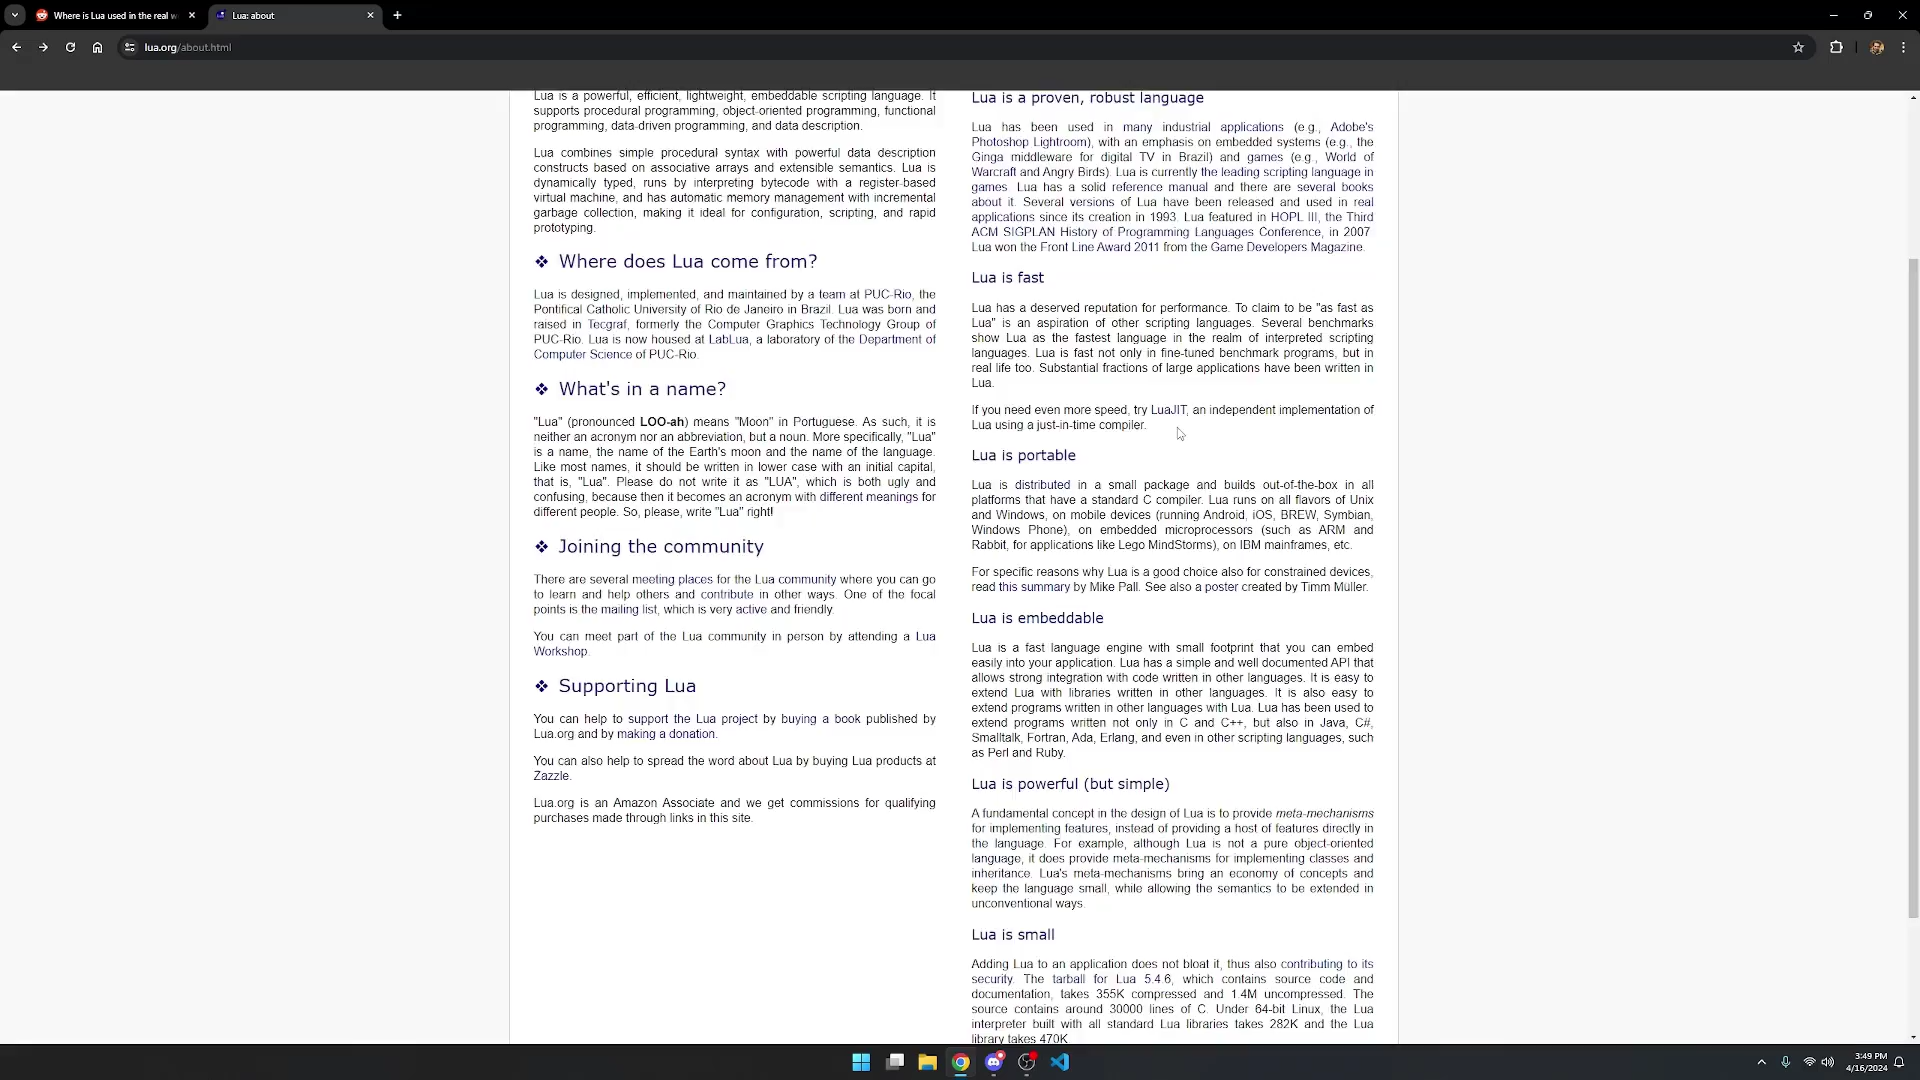 Where is Lua used in the real w
Lua: about
lua.org/about.html
Lua is a powerful, efficient, lightweight, embeddable scripting language. It
supports procedural programming, object-oriented programming, functional
programming, data-driven programming, and data description.
Lua combines simple procedural syntax with powerful data description
constructs based on associative arrays and extensible semantics. Lua is
dynamically typed, runs by interpreting bytecode with a register-based
virtual machine, and has automatic memory management with incremental
garbage collection, making it ideal for configuration, scripting, and rapid
prototyping.
❖ Where does Lua come from?
Lua is designed, implemented, and maintained by a team at PUC-Rio, the
Pontifical Catholic University of Rio de Janeiro in Brazil. Lua was born and
raised in Tecgraf, formerly the Computer Graphics Technology Group of
PUC-Rio. Lua is now housed at LabLua, a laboratory of the Department of
Computer Science of PUC-Rio.
❖ What's in a name?
"Lua" (pronounced LOO-ah) means "Moon" in Portuguese. As such, it is
neither an acronym nor an abbreviation, but a noun. More specifically, "Lua"
is a name, the name of the Earth's moon and the name of the language.
Like most names, it should be written in lower case with an initial capital,
that is, "Lua". Please do not write it as "LUA", which is both ugly and
confusing, because then it becomes an acronym with different meanings for
different people. So, please, write "Lua" right!
❖ Joining the community
There are several meeting places for the Lua community where you can go
to learn and help others and contribute in other ways. One of the focal
points is the mailing list, which is very active and friendly.
You can meet part of the Lua community in person by attending a Lua
Workshop.
❖ Supporting Lua
You can help to support the Lua project by buying a book published by
Lua.org and by making a donation.
You can also help to spread the word about Lua by buying Lua products at
Zazzle.
Lua.org is an Amazon Associate and we get commissions for qualifying
purchases made through links in this site.
Lua is a proven, robust language
Lua has been used in many industrial applications (e.g., Adobe's
Photoshop Lightroom), with an emphasis on embedded systems (e.g., the
Ginga middleware for digital TV in Brazil) and games (e.g., World of
Warcraft and Angry Birds). Lua is currently the leading scripting language in
games. Lua has a solid reference manual and there are several books
about it. Several versions of Lua have been released and used in real
applications since its creation in 1993. Lua featured in HOPL III, the Third
ACM SIGPLAN History of Programming Languages Conference, in 2007.
Lua won the Front Line Award 2011 from the Game Developers Magazine.
Lua is fast
Lua has a deserved reputation for performance. To claim to be "as fast as
Lua" is an aspiration of other scripting languages. Several benchmarks
show Lua as the fastest language in the realm of interpreted scripting
languages. Lua is fast not only in fine-tuned benchmark programs, but in
real life too. Substantial fractions of large applications have been written in
Lua.
If you need even more speed, try LuaJIT, an independent implementation of
Lua using a just-in-time compiler.
Lua is portable
Lua is distributed in a small package and builds out-of-the-box in all
platforms that have a standard C compiler. Lua runs on all flavors of Unix
and Windows, on mobile devices (running Android, iOS, BREW, Symbian,
Windows Phone), on embedded microprocessors (such as ARM and
Rabbit, for applications like Lego MindStorms), on IBM mainframes, etc.
For specific reasons why Lua is a good choice also for constrained devices,
read this summary by Mike Pall. See also a poster created by Timm Müller.
Lua is embeddable
Lua is a fast language engine with small footprint that you can embed
easily into your application. Lua has a simple and well documented API that
allows strong integration with code written in other languages. It is easy to
extend Lua with libraries written in other languages. It is also easy to
extend programs written in other languages with Lua. Lua has been used to
extend programs written not only in C and C++, but also in Java, C#,
Smalltalk, Fortran, Ada, Erlang, and even in other scripting languages, such
as Perl and Ruby.
Lua is powerful (but simple)
A fundamental concept in the design of Lua is to provide meta-mechanisms
for implementing features, instead of providing a host of features directly in
the language. For example, although Lua is not a pure object-oriented
language, it does provide meta-mechanisms for implementing classes and
inheritance. Lua's meta-mechanisms bring an economy of concepts and
keep the language small, while allowing the semantics to be extended in
unconventional ways.
Lua is small
Adding Lua to an application does not bloat it, thus also contributing to its
security. The tarball for Lua 5.4.6, which contains source code and
documentation, takes 355K compressed and 1.4M uncompressed. The
source contains around 30000 lines of C. Under 64-bit Linux, the Lua
interpreter built with all standard Lua libraries takes 282K and the Lua
library takes 470K.
3:49 PM
4/16/2024